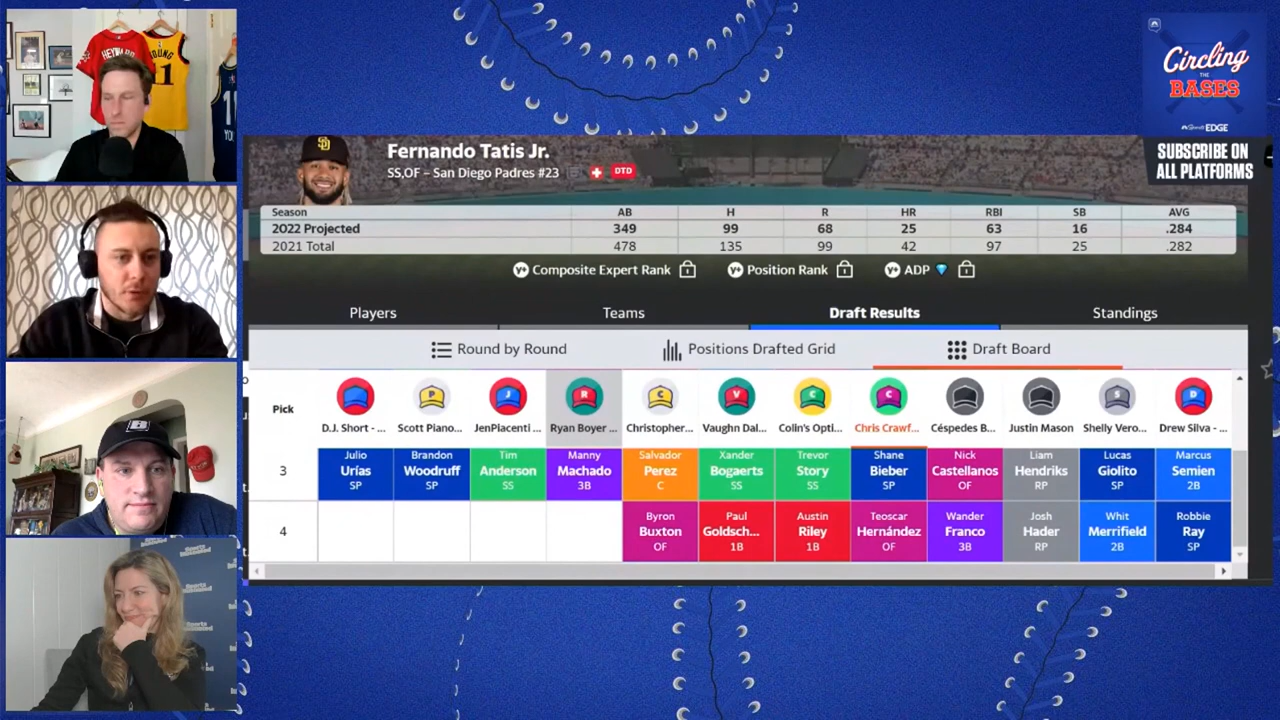 HEYWARD
YOUNG
11
Circling
THE
BASES
EDGE
SUBSCRIBE ON
ALL PLATFORMS
Fernando Tatis Jr.
SS,OF – San Diego Padres #23 DTD
Season AB H R HR RBI SB AVG
2022 Projected 349 99 68 25 63 16 .284
2021 Total 478 135 99 42 97 25 .282
Y+ Composite Expert Rank Y+ Position Rank Y+ ADP
Players Teams Draft Results Standings
Round by Round Positions Drafted Grid Draft Board
P J R C V C C S D
Pick D.J. Short - ... Scott Piano... JenPiacenti ... Ryan Boyer ... Christopher... Vaughn Dal... Colin's Opti... Chris Crawf... Céspedes B... Justin Mason Shelly Vero... Drew Silva - ...
Julio Brandon Tim Manny Salvador Xander Trevor Shane Nick Liam Lucas Marcus
3 Urías Woodruff Anderson Machado Perez Bogaerts Story Bieber Castellanos Hendriks Giolito Semien
SP SP SS 3B C SS SS SP OF RP SP 2B
Byron Paul Austin Teoscar Wander Josh Whit Robbie
4 Buxton Goldsch... Riley Hernández Franco Hader Merrifield Ray
OF 1B 1B OF 3B RP 2B SP
Sports
Illustrated